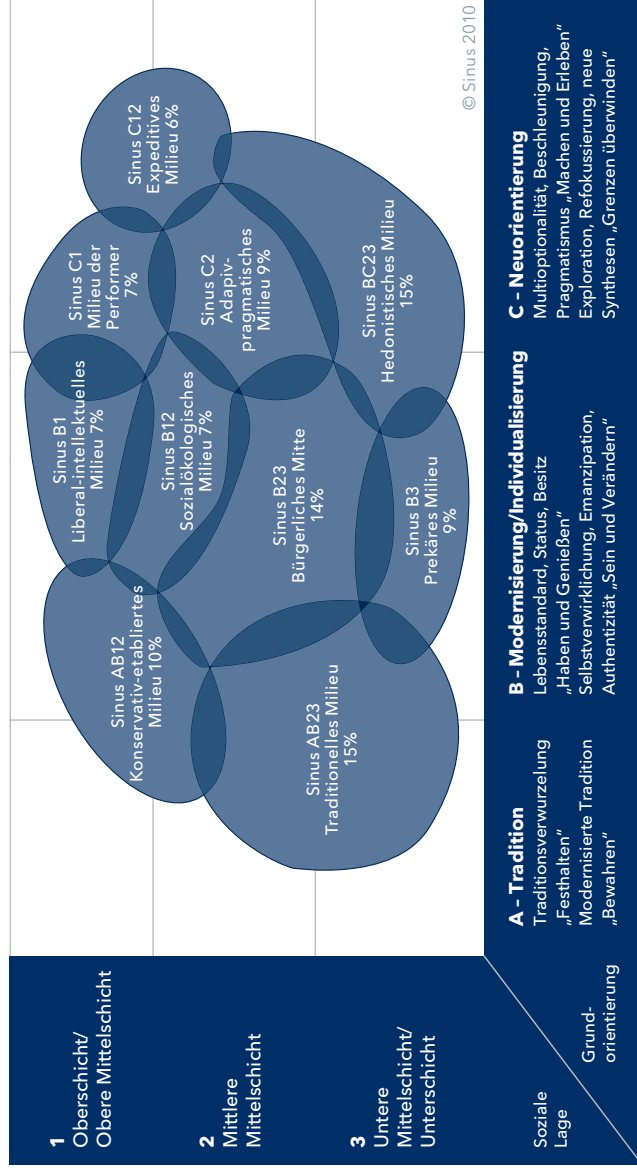 1
Oberschicht/
Obere Mittelschicht
2
Mittlere
Mittelschicht
3
Untere
Mittelschicht/
Unterschicht
Soziale
Lage
Grund-
orientierung
Sinus AB12
Konservativ-etabliertes
Milieu 10%
Sinus B1
Liberal-intellektuelles
Milieu 7%
Sinus C1
Milieu der
Performer
7%
Sinus C12
Expeditives
Milieu 6%
Sinus B12
Sozialökologisches
Milieu 7%
Sinus C2
Adapiv-
pragmatisches
Milieu 9%
Sinus AB23
Traditionelles Milieu
15%
Sinus B23
Bürgerliches Mitte
14%
Sinus BC23
Hedonistisches Milieu
15%
Sinus B3
Prekäres Milieu
9%
© Sinus 2010
A – Tradition
Traditionsverwurzelung
„Festhalten“
Modernisierte Tradition
„Bewahren“
B – Modernisierung/Individualisierung
Lebensstandard, Status, Besitz
„Haben und Genießen“
Selbstverwirklichung, Emanzipation,
Authentizität „Sein und Verändern“
C – Neuorientierung
Multioptionalität, Beschleunigung,
Pragmatismus „Machen und Erleben“
Exploration, Refokussierung, neue
Synthesen „Grenzen überwinden“